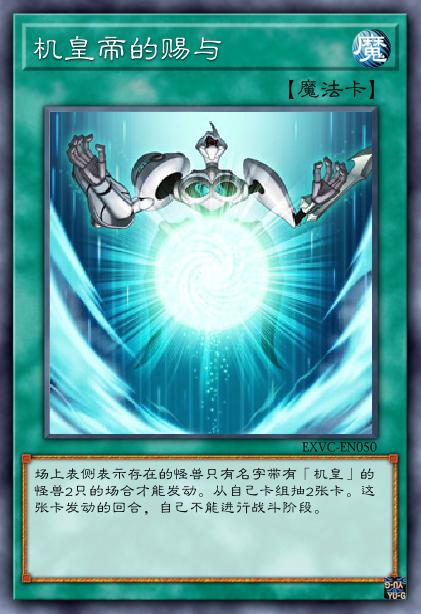 机皇帝的赐与
魔
【魔法卡】
EXVC-EN050
场上表侧表示存在的怪兽只有名字带有「机皇」的
怪兽2只的场合才能发动。从自己卡组抽2张卡。这
张卡发动的回合，自己不能进行战斗阶段。